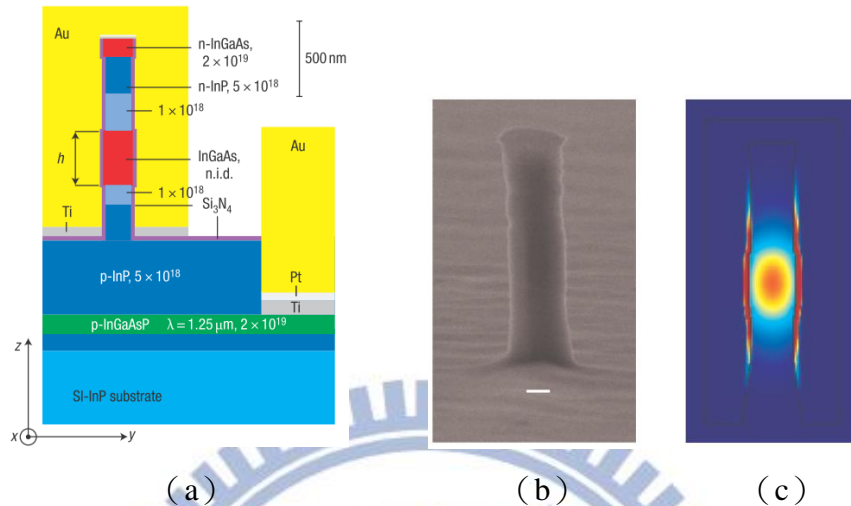 Au
n-InGaAs,
2 × 10¹⁹
n-InP, 5 × 10¹⁸
1 × 10¹⁸
500 nm
h
InGaAs,
n.i.d.
1 × 10¹⁸
Si₃N₄
Ti
Au
p-InP, 5 × 10¹⁸
Pt
Ti
p-InGaAsP λ = 1.25 μm, 2 × 10¹⁹
SI-InP substrate
z
x
y
(a)
(b)
(c)